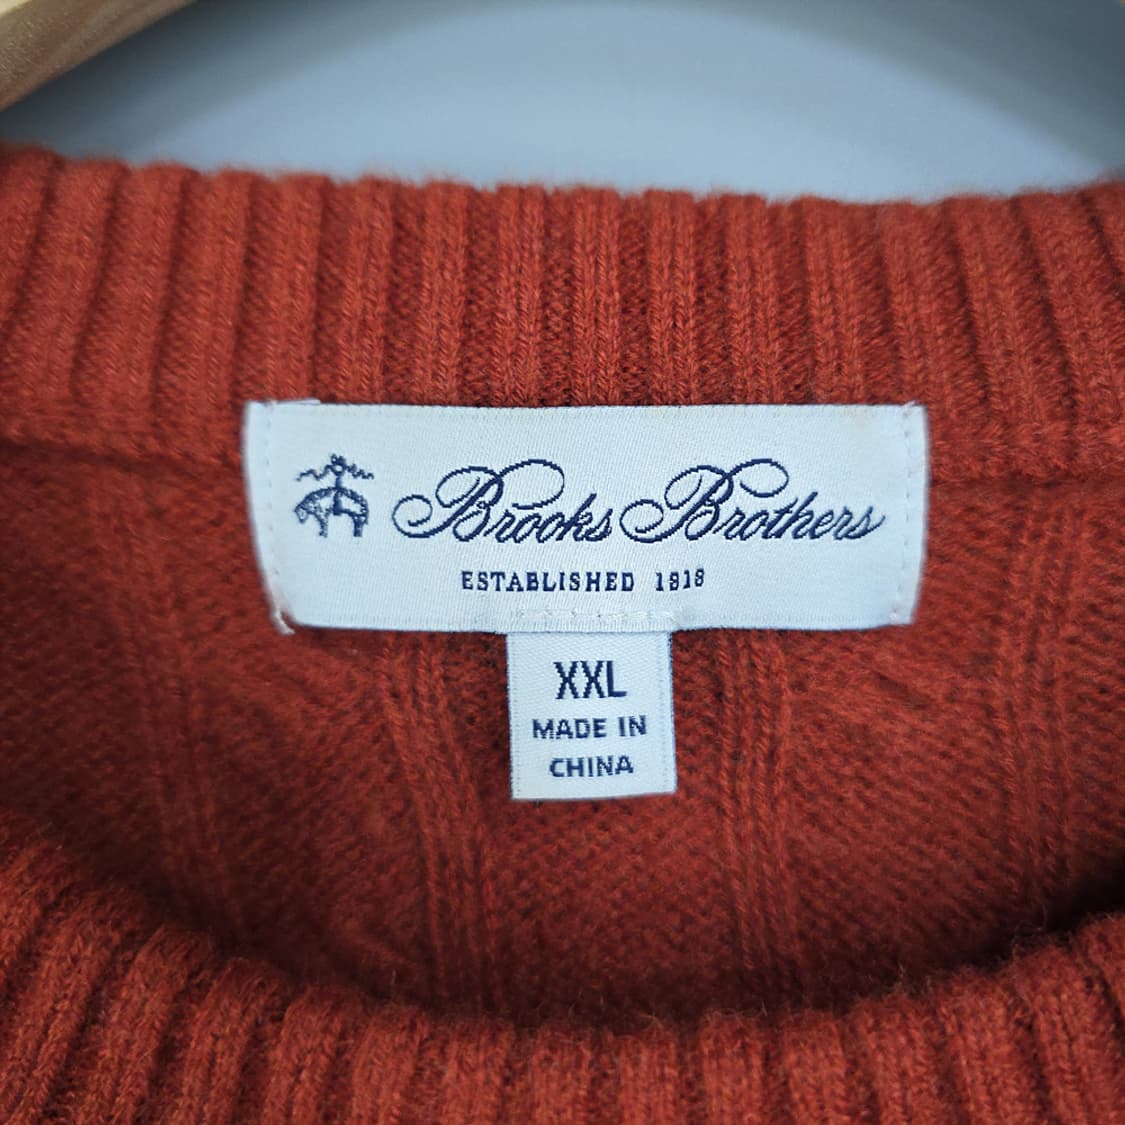 Brooks Brothers
ESTABLISHED 1818
XXL
MADE IN
CHINA